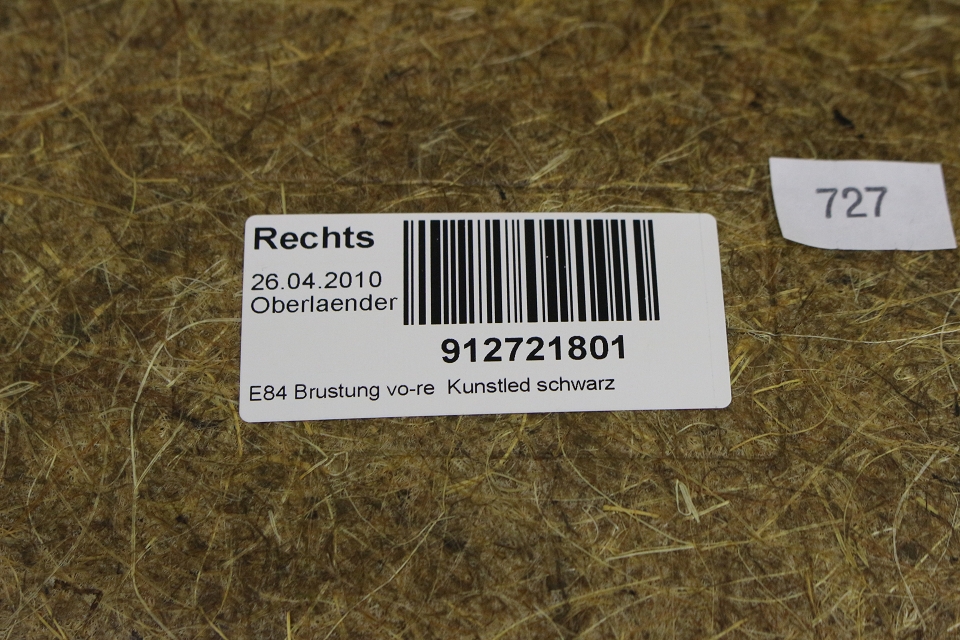 Rechts
26.04.2010
Oberlaender
912721801
E84 Brustung vo-re Kunstled schwarz
727